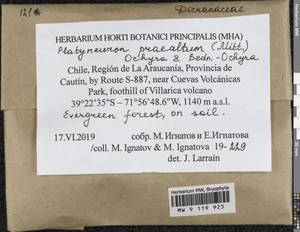 Dicranaceae
HERBARIUM HORTI BOTANICI PRINCIPALIS (MHA)
Platyneuron praealtum (Mitt.)
Ochyra & Bedn.-Ochyra
Chile, Región de La Araucanía, Provincia de
Cautín, by Route S-887, near Cuevas Volcánicas
Park, foothill of Villarica volcano
39°22'35"S – 71°56'48.6"W, 1140 m a.s.l.
Evergreen forest, on soil.
17.VI.2019 собр. М. Игнатов и Е.Игнатова
/coll. M. Ignatov & M. Ignatova 19-229
det. J. Larraín
Herbarium MW, Bryophyta
MW 9 119 925